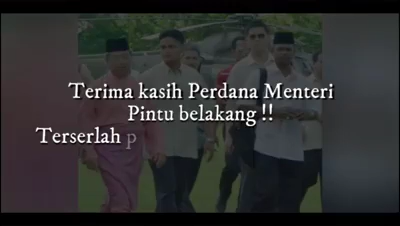 Terima kasih Perdana Menteri
Pintu belakang !!
Terserlah p